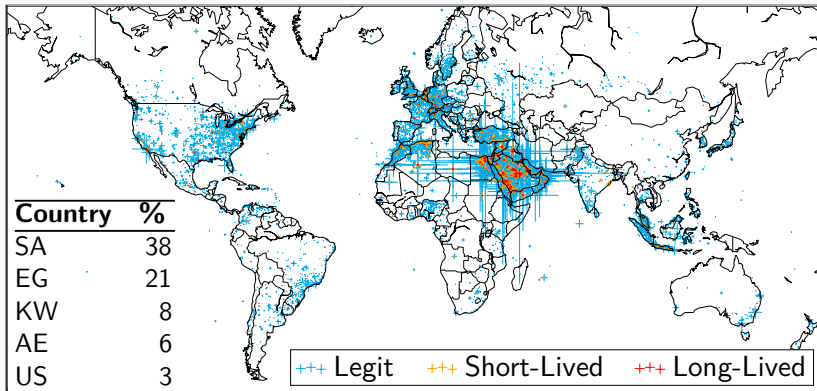 Country %
SA 38
EG 21
KW 8
AE 6
US 3
Legit Short-Lived Long-Lived